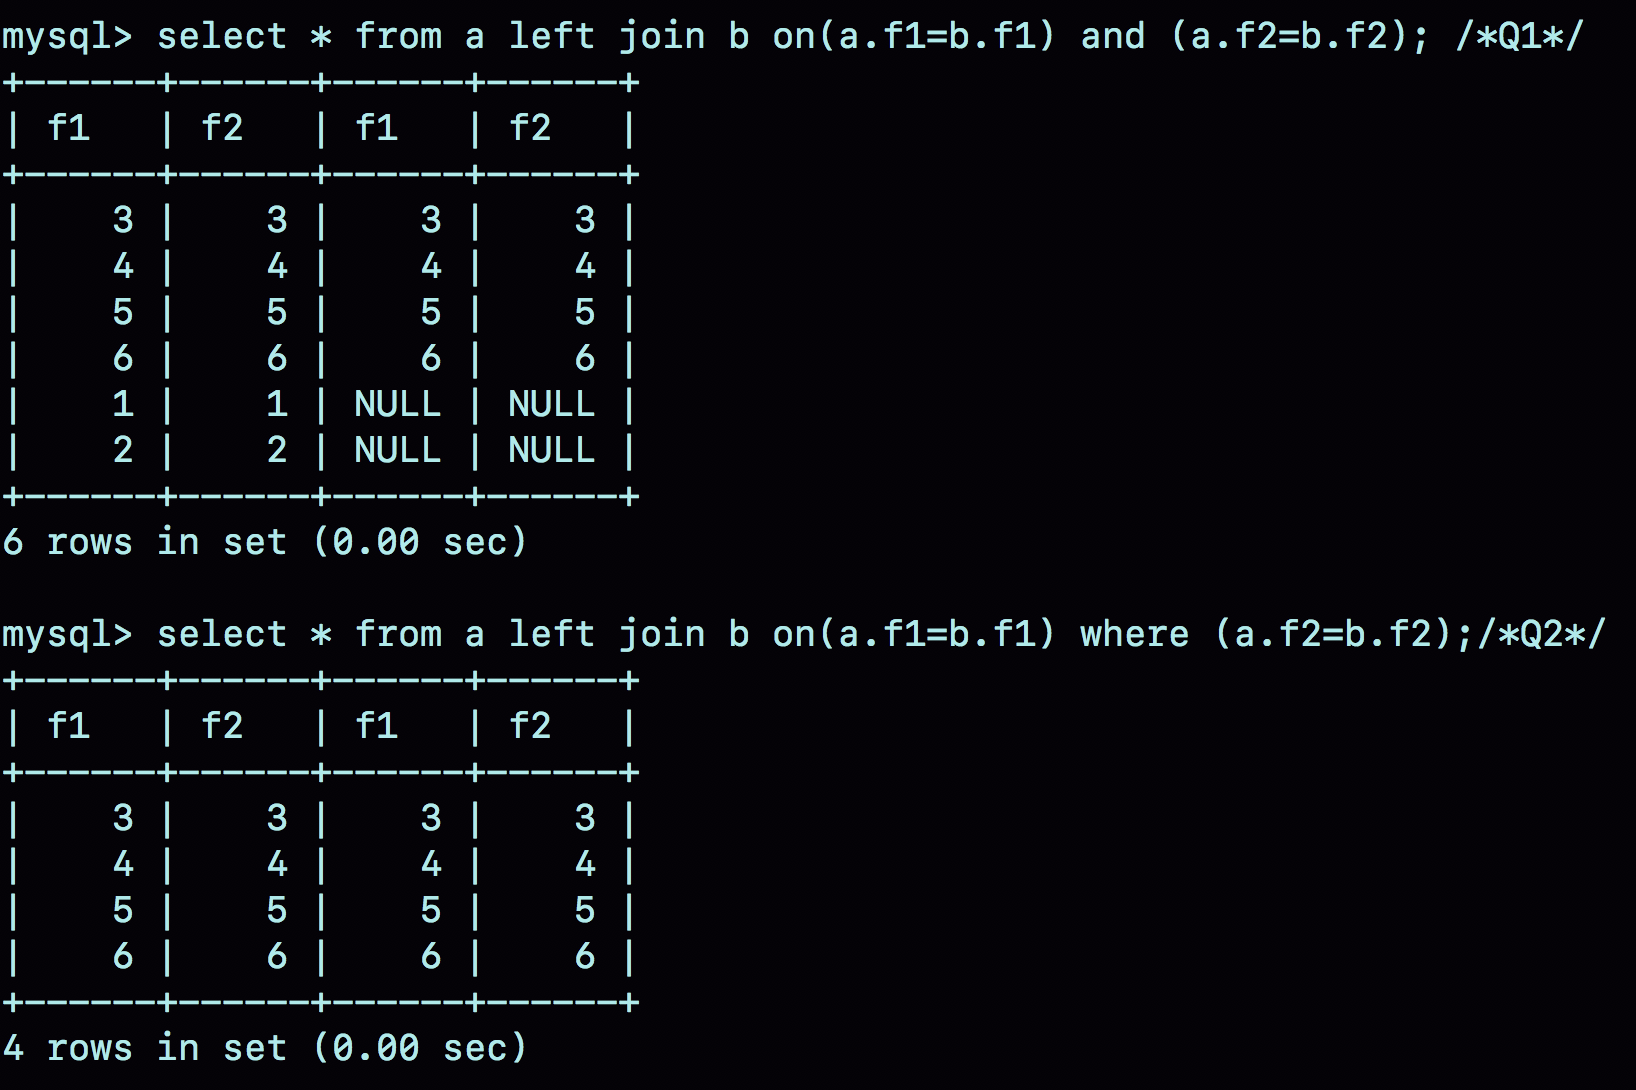 mysql> select * from a left join b on(a.f1=b.f1) and (a.f2=b.f2); /*Q1*/
+------+------+------+------+
| f1   | f2   | f1   | f2   |
+------+------+------+------+
|    3 |    3 |    3 |    3 |
|    4 |    4 |    4 |    4 |
|    5 |    5 |    5 |    5 |
|    6 |    6 |    6 |    6 |
|    1 |    1 | NULL | NULL |
|    2 |    2 | NULL | NULL |
+------+------+------+------+
6 rows in set (0.00 sec)

mysql> select * from a left join b on(a.f1=b.f1) where (a.f2=b.f2);/*Q2*/
+------+------+------+------+
| f1   | f2   | f1   | f2   |
+------+------+------+------+
|    3 |    3 |    3 |    3 |
|    4 |    4 |    4 |    4 |
|    5 |    5 |    5 |    5 |
|    6 |    6 |    6 |    6 |
+------+------+------+------+
4 rows in set (0.00 sec)